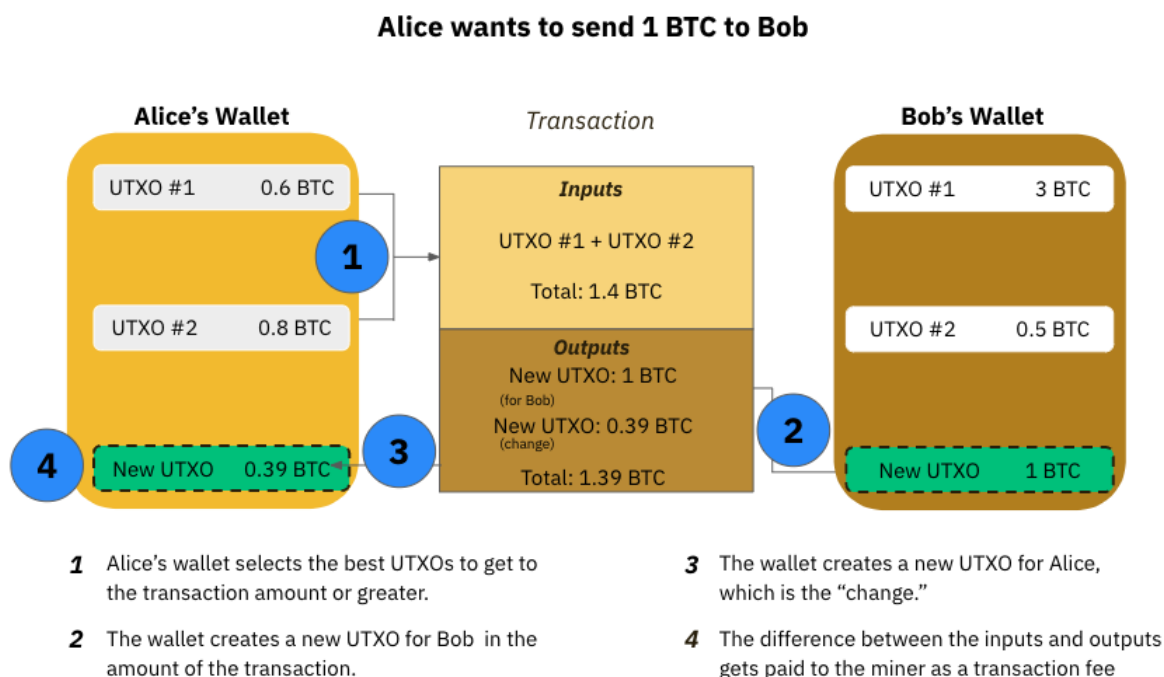 Alice wants to send 1 BTC to Bob
Alice's Wallet
UTXO #1 0.6 BTC
1
UTXO #2 0.8 BTC
4
New UTXO 0.39 BTC
3
Transaction
Inputs
UTXO #1 + UTXO #2
Total: 1.4 BTC
Outputs
New UTXO: 1 BTC
(for Bob)
New UTXO: 0.39 BTC
(change)
Total: 1.39 BTC
2
Bob's Wallet
UTXO #1 3 BTC
UTXO #2 0.5 BTC
New UTXO 1 BTC
1 Alice's wallet selects the best UTXOs to get to
the transaction amount or greater.
2 The wallet creates a new UTXO for Bob in the
amount of the transaction.
3 The wallet creates a new UTXO for Alice,
which is the “change.”
4 The difference between the inputs and outputs
gets paid to the miner as a transaction fee